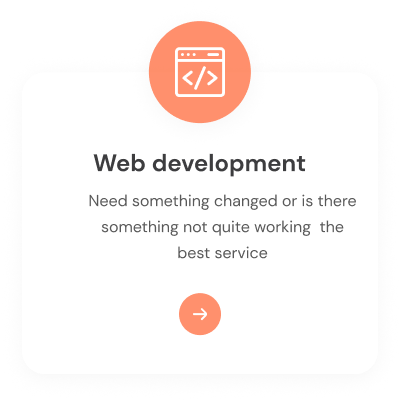 Web development
Need something changed or is there
something not quite working  the
best service